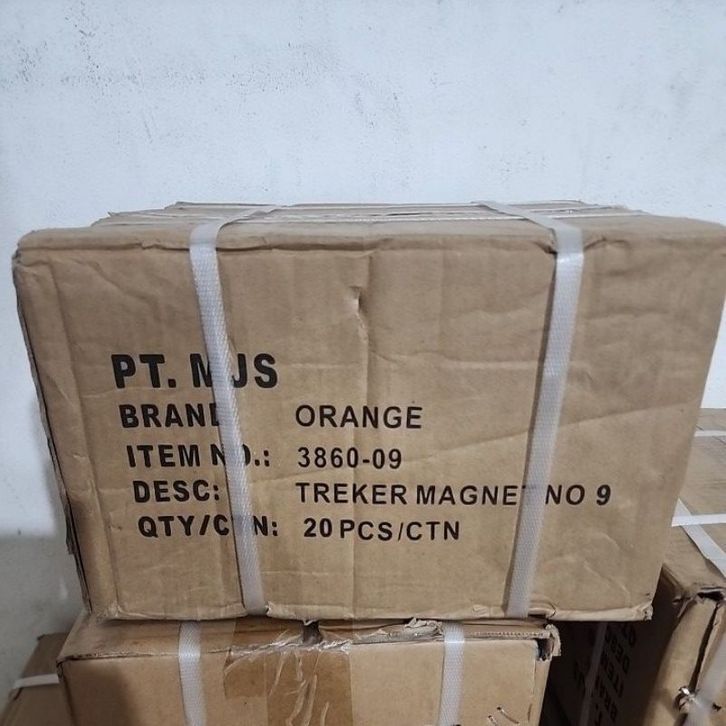 PT. MJS
BRAND: ORANGE
ITEM NO.: 3860-09
DESC: TREKER MAGNET NO 9
QTY/CTN: 20 PCS/CTN